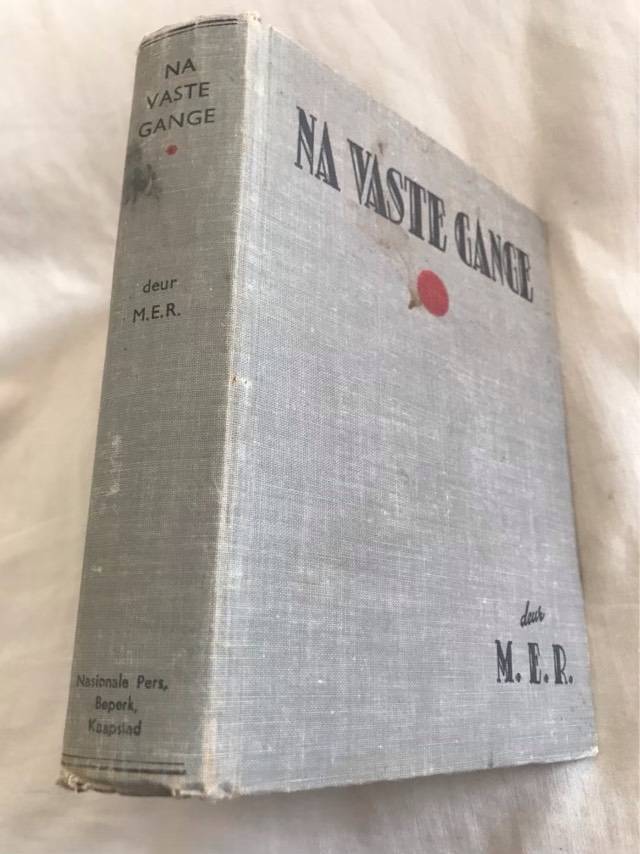 NA
VASTE
GANGE
deur
M.E.R.
Nasionale Pers,
Beperk,
Kaapstad
NA VASTE GANGE
deur
M. E. R.